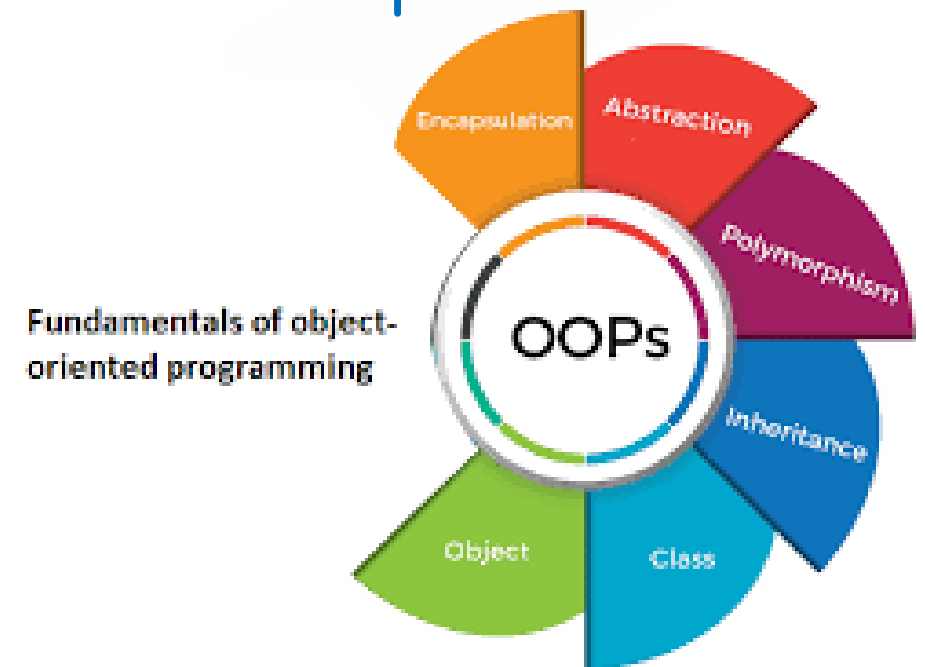 Encapsulation
Abstraction
Polymorphism
Fundamentals of object-
oriented programming
OOPs
Inheritance
Object
Class